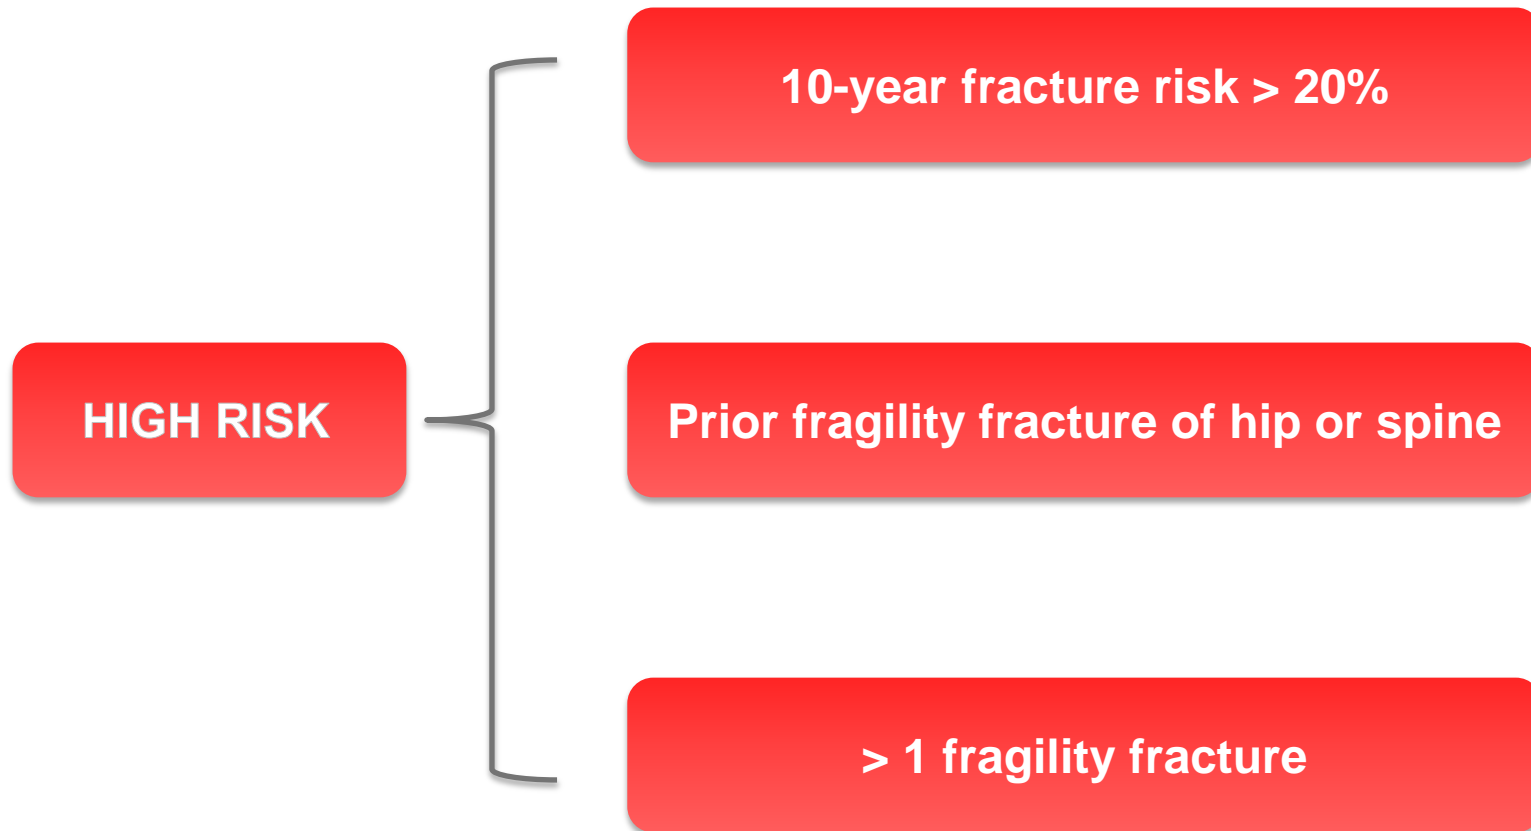 10-year fracture risk > 20%
HIGH RISK
Prior fragility fracture of hip or spine
> 1 fragility fracture